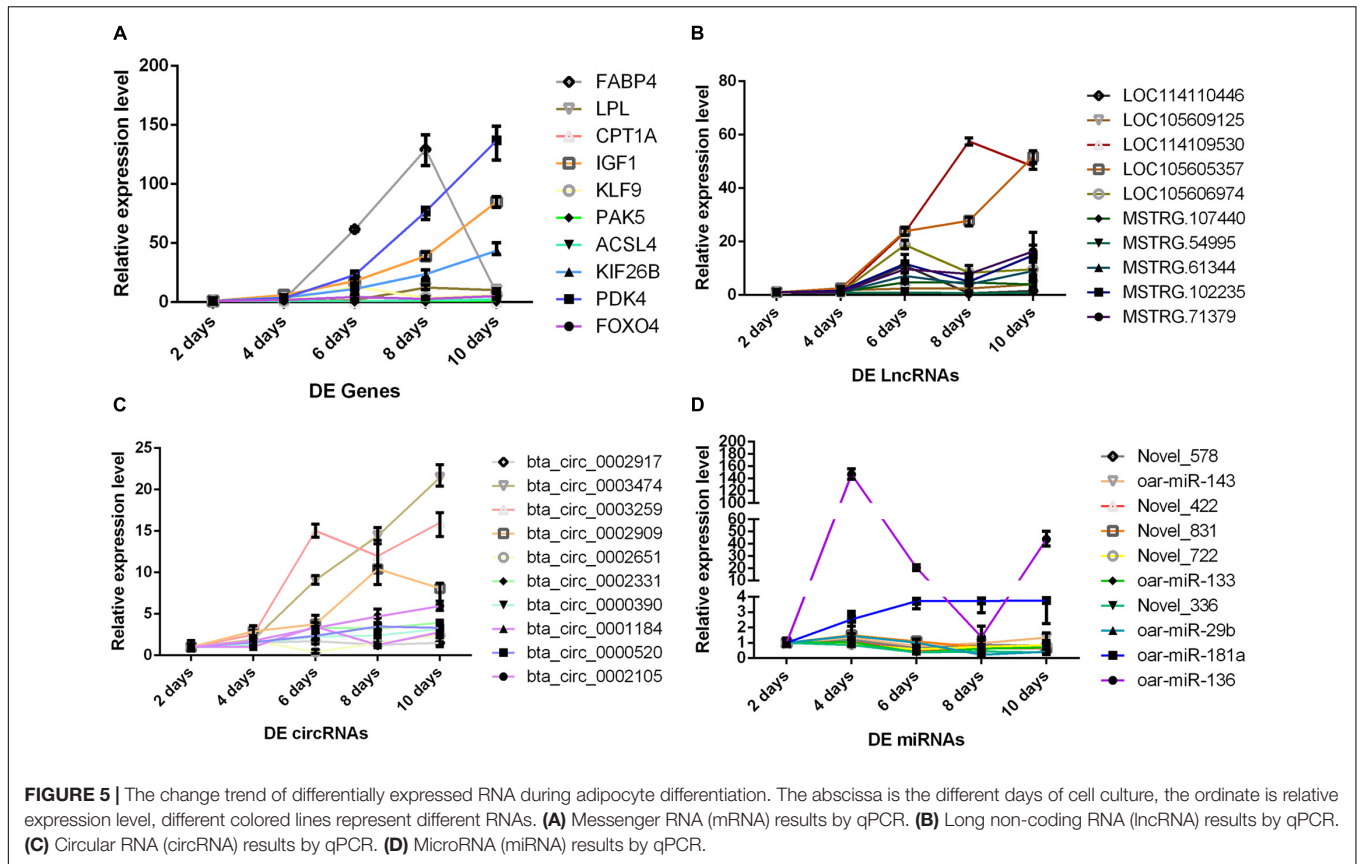 A
Relative expression level
200
150
100
50
0
2 days
4 days
6 days
8 days
10 days
DE Genes
FABP4
LPL
CPT1A
IGF1
KLF9
PAK5
ACSL4
KIF26B
PDK4
FOXO4
B
Relative expression level
80
60
40
20
0
2 days
4 days
6 days
8 days
10 days
DE LncRNAs
LOC114110446
LOC105609125
LOC114109530
LOC105605357
LOC105606974
MSTRG.107440
MSTRG.54995
MSTRG.61344
MSTRG.102235
MSTRG.71379
C
Relative expression level
25
20
15
10
5
0
2 days
4 days
6 days
8 days
10 days
DE circRNAs
bta_circ_0002917
bta_circ_0003474
bta_circ_0003259
bta_circ_0002909
bta_circ_0002651
bta_circ_0002331
bta_circ_0000390
bta_circ_0001184
bta_circ_0000520
bta_circ_0002105
D
Relative expression level
200
180
160
140
120
100
60
50
40
30
20
10
4
3
2
1
0
2 days
4 days
6 days
8 days
10 days
DE miRNAs
Novel_578
oar-miR-143
Novel_422
Novel_831
Novel_722
oar-miR-133
Novel_336
oar-miR-29b
oar-miR-181a
oar-miR-136
FIGURE 5 | The change trend of differentially expressed RNA during adipocyte differentiation. The abscissa is the different days of cell culture, the ordinate is relative
expression level, different colored lines represent different RNAs. (A) Messenger RNA (mRNA) results by qPCR. (B) Long non-coding RNA (lncRNA) results by qPCR.
(C) Circular RNA (circRNA) results by qPCR. (D) MicroRNA (miRNA) results by qPCR.